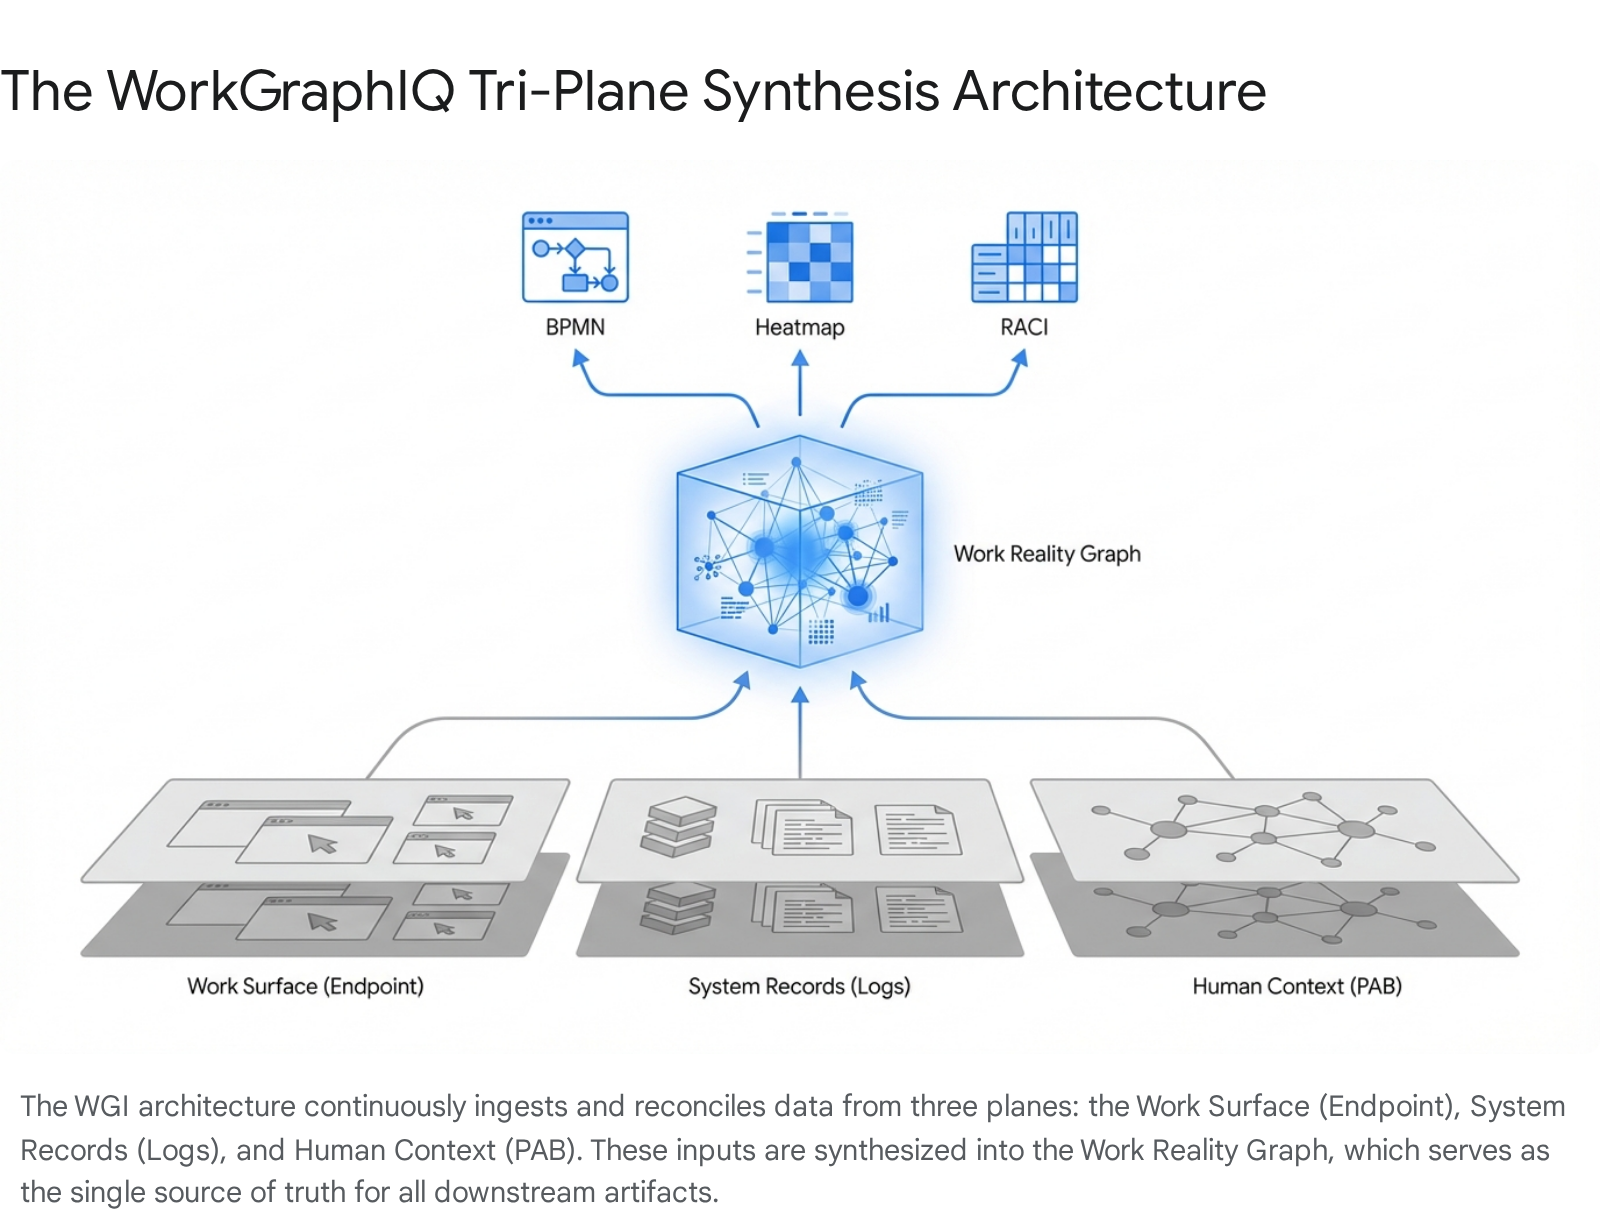 The WorkGraphIQ Tri-Plane Synthesis Architecture
BPMN
Heatmap
RACI
Work Reality Graph
Work Surface (Endpoint)
System Records (Logs)
Human Context (PAB)
The WGI architecture continuously ingests and reconciles data from three planes: the Work Surface (Endpoint), System
Records (Logs), and Human Context (PAB). These inputs are synthesized into the Work Reality Graph, which serves as
the single source of truth for all downstream artifacts.